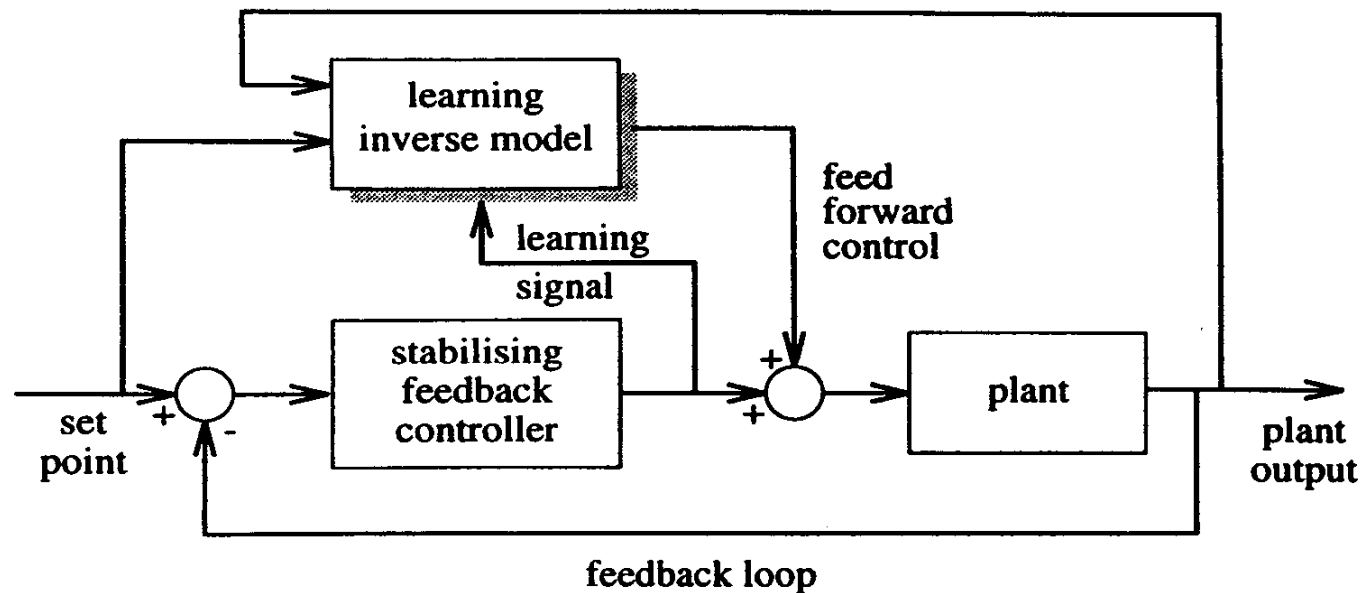 learning
inverse model
feed
forward
control
learning
signal
stabilising
feedback
controller
+
+
plant
set
point
+
-
plant
output
feedback loop